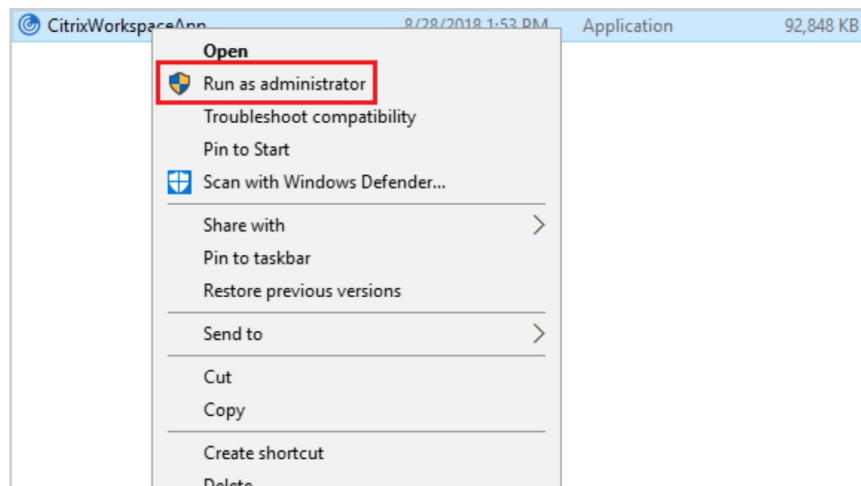 CitrixWorkspaceApp 8/28/2018 1:53 PM Application 92,848 KB
Open
Run as administrator
Troubleshoot compatibility
Pin to Start
Scan with Windows Defender...
Share with
Pin to taskbar
Restore previous versions
Send to
Cut
Copy
Create shortcut
Delete